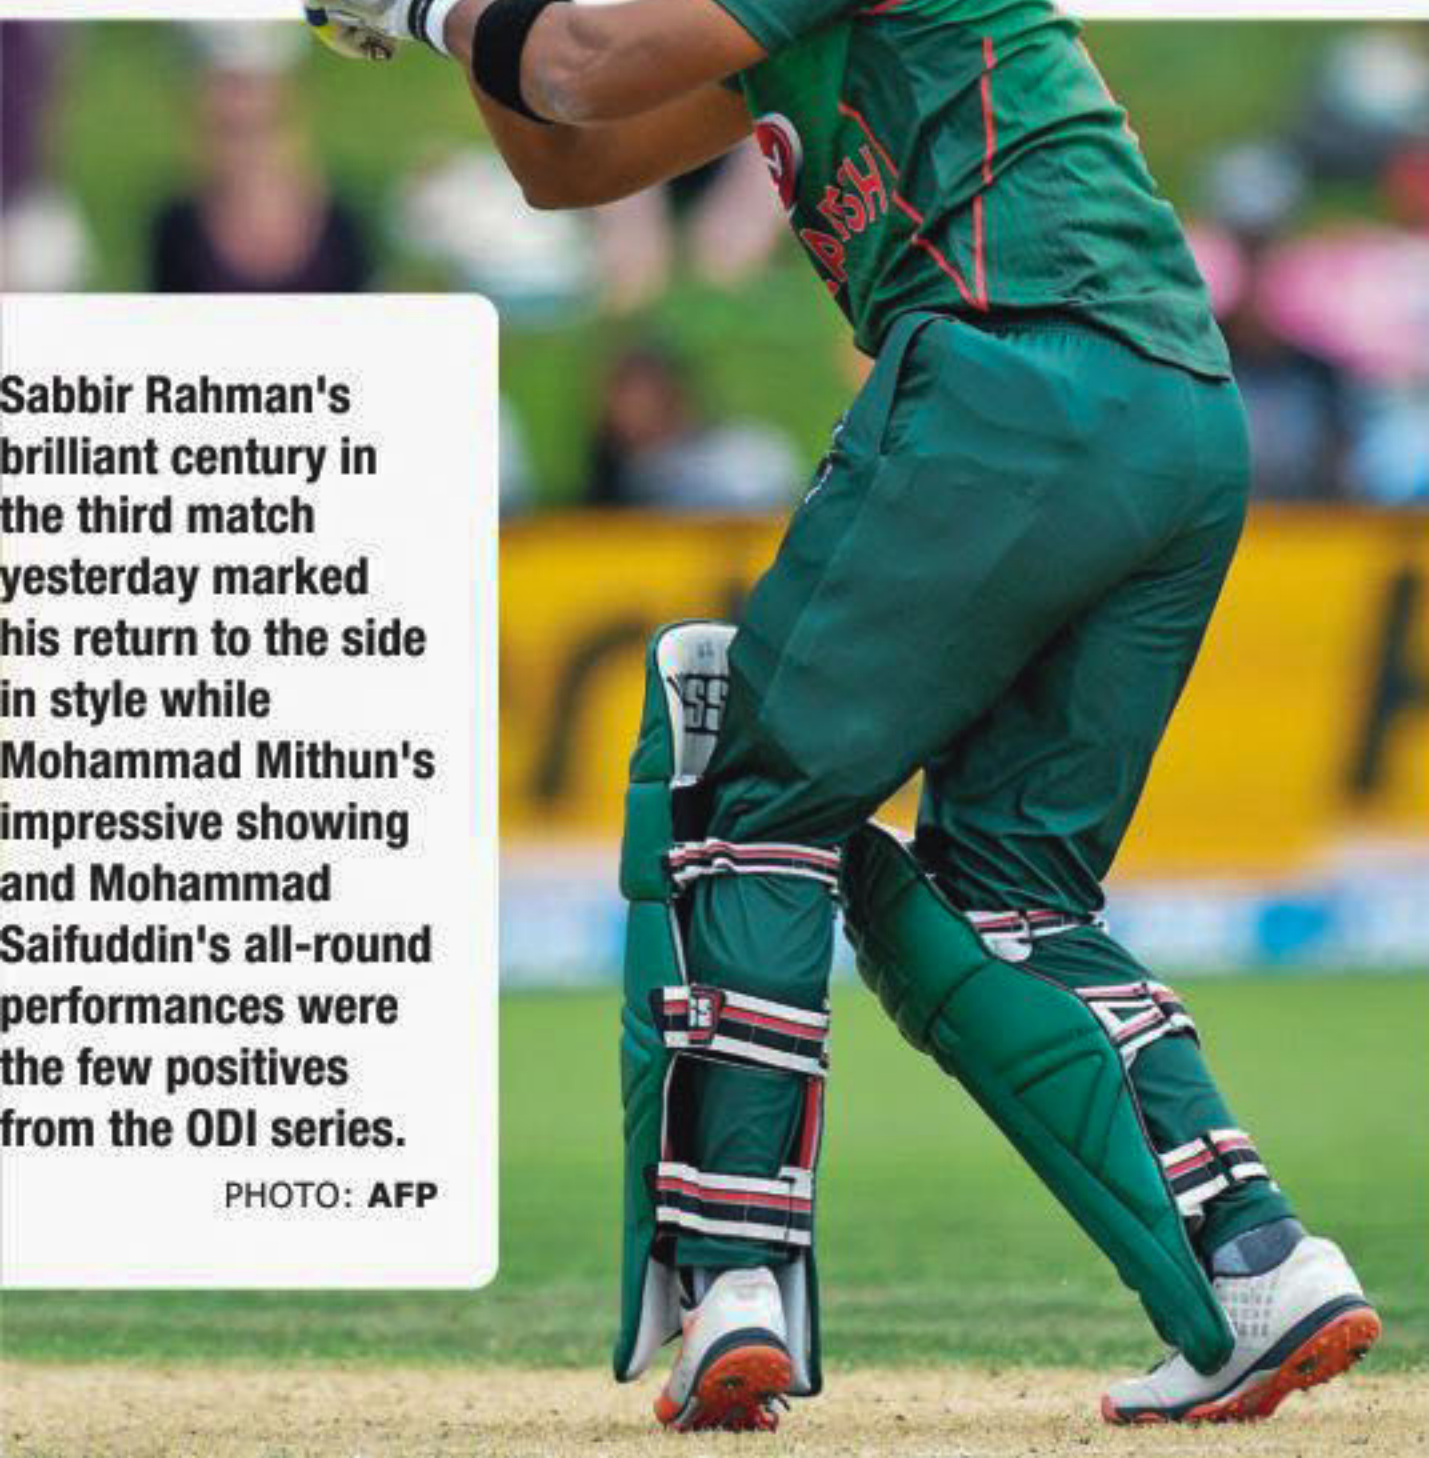 Sabbir Rahman's
brilliant century in
the third match
yesterday marked
his return to the side
in style while
Mohammad Mithun's
impressive showing
and Mohammad
Saifuddin's all-round
performances were
the few positives
from the ODI series.
PHOTO: AFP
SS
SS